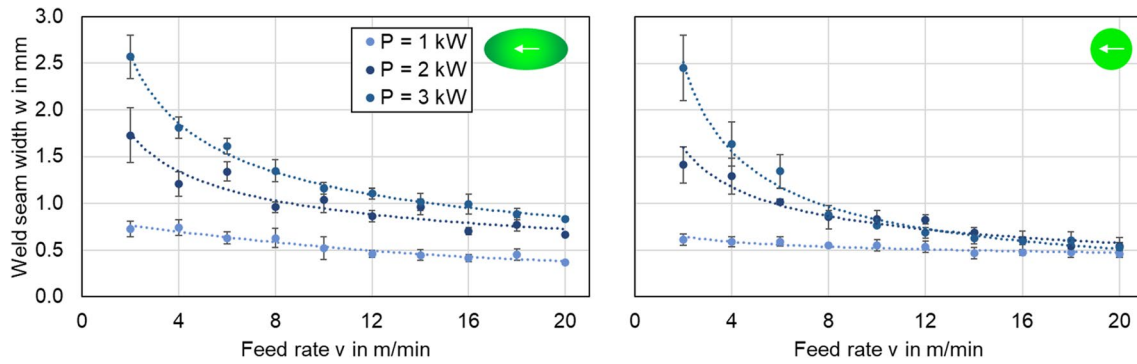 Weld seam width w in mm
3.0
2.5
2.0
1.5
1.0
0.5
0.0
P = 1 kW
P = 2 kW
P = 3 kW
0 4 8 12 16 20
Feed rate v in m/min
0 4 8 12 16 20
Feed rate v in m/min